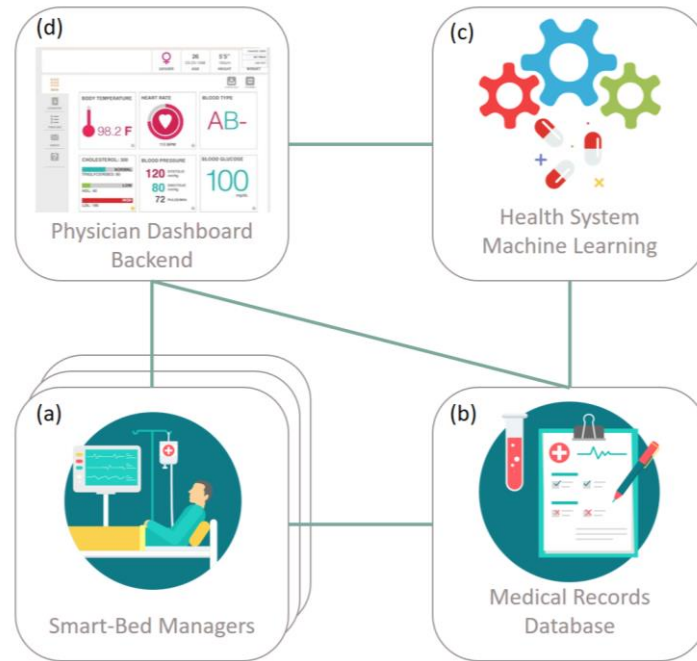 (d)
BODY TEMPERATURE
98.2 F
HEART RATE
BLOOD TYPE
AB-
BLOOD PRESSURE
120
80
72
BLOOD GLUCOSE
100
Physician Dashboard
Backend
(c)
Health System
Machine Learning
(a)
Smart-Bed Managers
(b)
Medical Records
Database